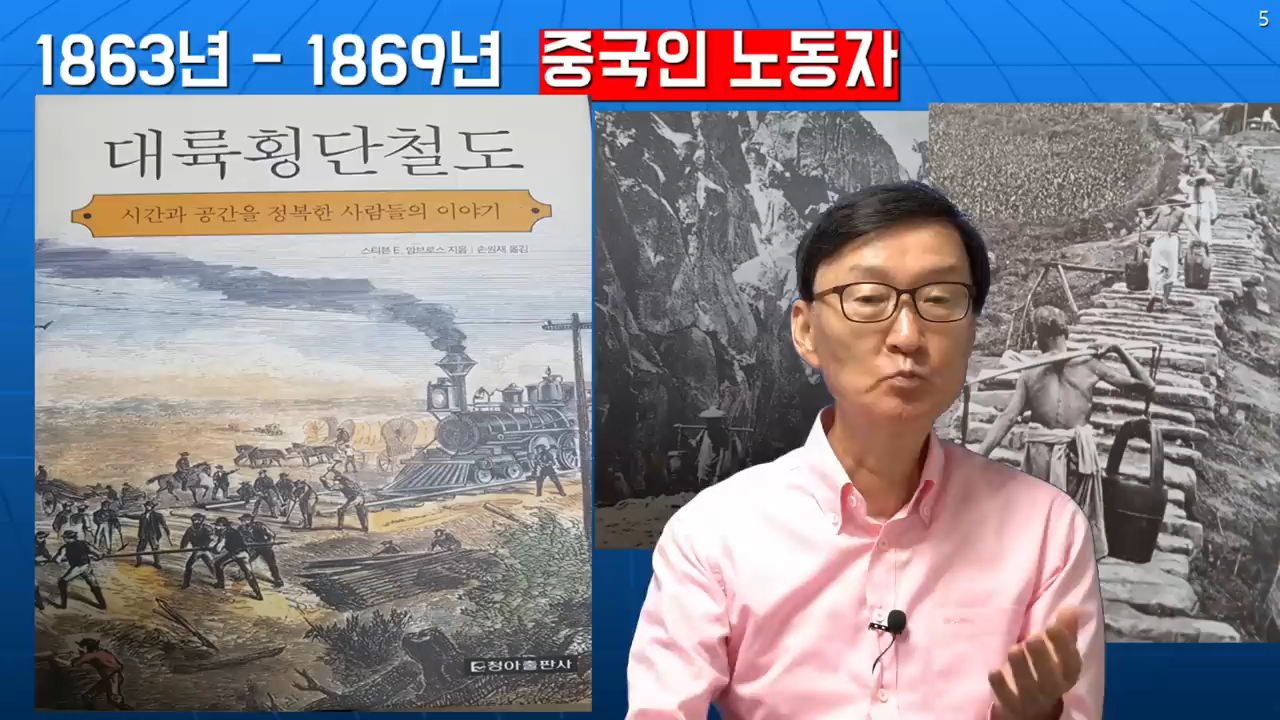 5
1863년 - 1869년 중국인 노동자
대륙횡단철도
시간과 공간을 정복한 사람들의 이야기
스티븐 E. 암브로스 지음 | 손원재 옮김
청아출판사